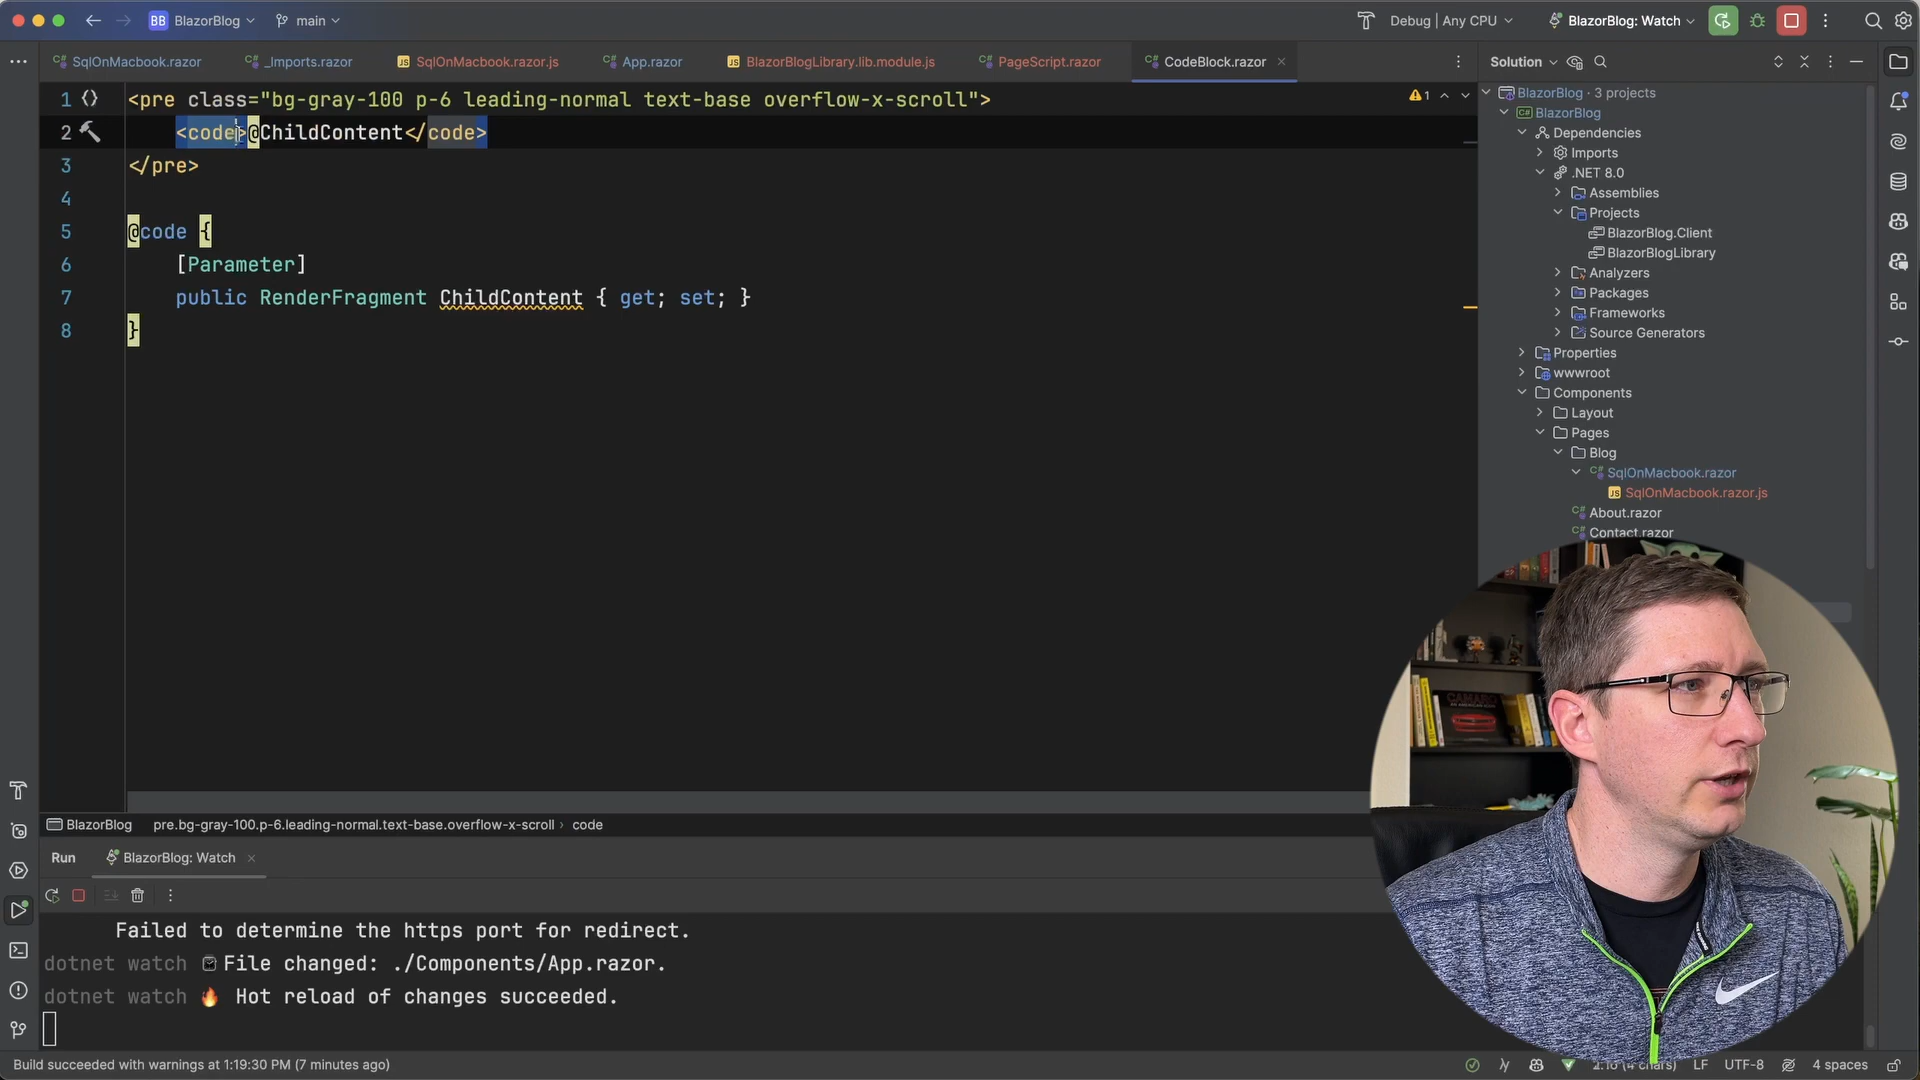 BB BlazorBlog main Debug | Any CPU BlazorBlog: Watch
SqlOnMacbook.razor _Imports.razor SqlOnMacbook.razor.js App.razor BlazorBlogLibrary.lib.module.js PageScript.razor CodeBlock.razor Solution
1 <pre class="bg-gray-100 p-6 leading-normal text-base overflow-x-scroll"> 1
2 <code>@ChildContent</code>
3 </pre>
4
5 @code {
6 [Parameter]
7 public RenderFragment ChildContent { get; set; }
8 }
BlazorBlog · 3 projects
BlazorBlog
Dependencies
Imports
.NET 8.0
Assemblies
Projects
BlazorBlog.Client
BlazorBlogLibrary
Analyzers
Packages
Frameworks
Source Generators
Properties
wwwroot
Components
Layout
Pages
Blog
SqlOnMacbook.razor
SqlOnMacbook.razor.js
About.razor
Contact.razor
CAMARO
BlazorBlog pre.bg-gray-100.p-6.leading-normal.text-base.overflow-x-scroll › code
Run BlazorBlog: Watch
Failed to determine the https port for redirect.
dotnet watch File changed: ./Components/App.razor.
dotnet watch 🔥 Hot reload of changes succeeded.
Build succeeded with warnings at 1:19:30 PM (7 minutes ago) 2:16 (4 chars) LF UTF-8 4 spaces